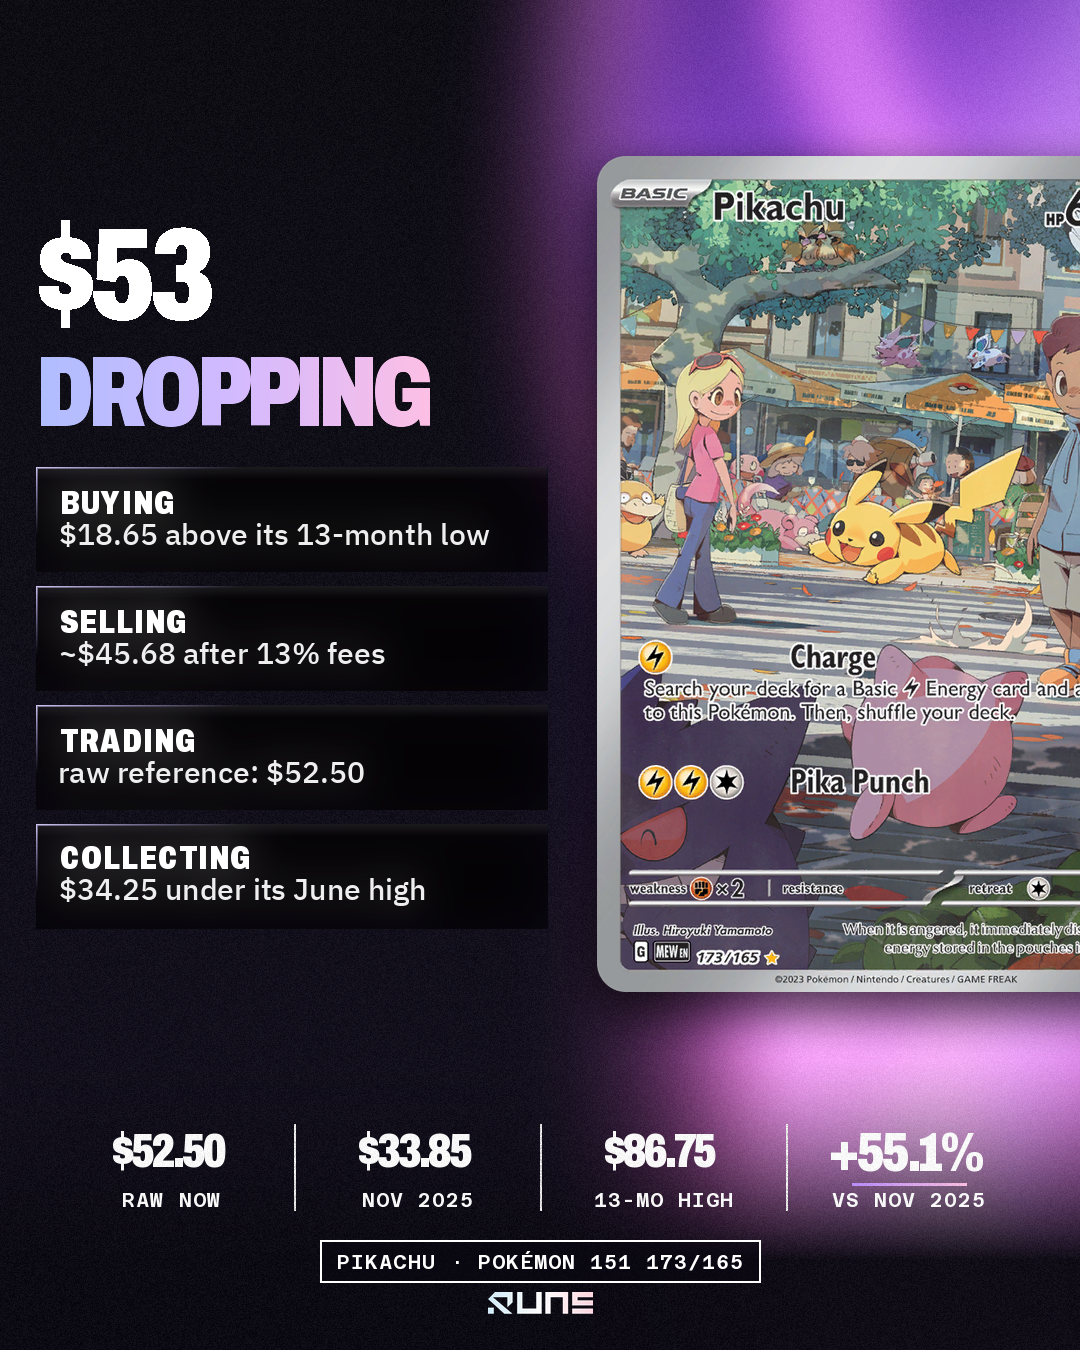 $53
DROPPING
BUYING
$18.65 above its 13-month low
SELLING
~$45.68 after 13% fees
TRADING
raw reference: $52.50
COLLECTING
$34.25 under its June high
BASIC
Pikachu
HP 6
Charge
Search your deck for a Basic Energy card and a
to this Pokémon. Then, shuffle your deck.
Pika Punch
weakness ×2 resistance retreat
Illus. Hiroyuki Yamamoto
When it is angered, it immediately dis
energy stored in the pouches i
G MEW EN 173/165
©2023 Pokémon / Nintendo / Creatures / GAME FREAK
$52.50
RAW NOW
$33.85
NOV 2025
$86.75
13-MO HIGH
+55.1%
VS NOV 2025
PIKACHU · POKÉMON 151 173/165
RUNE